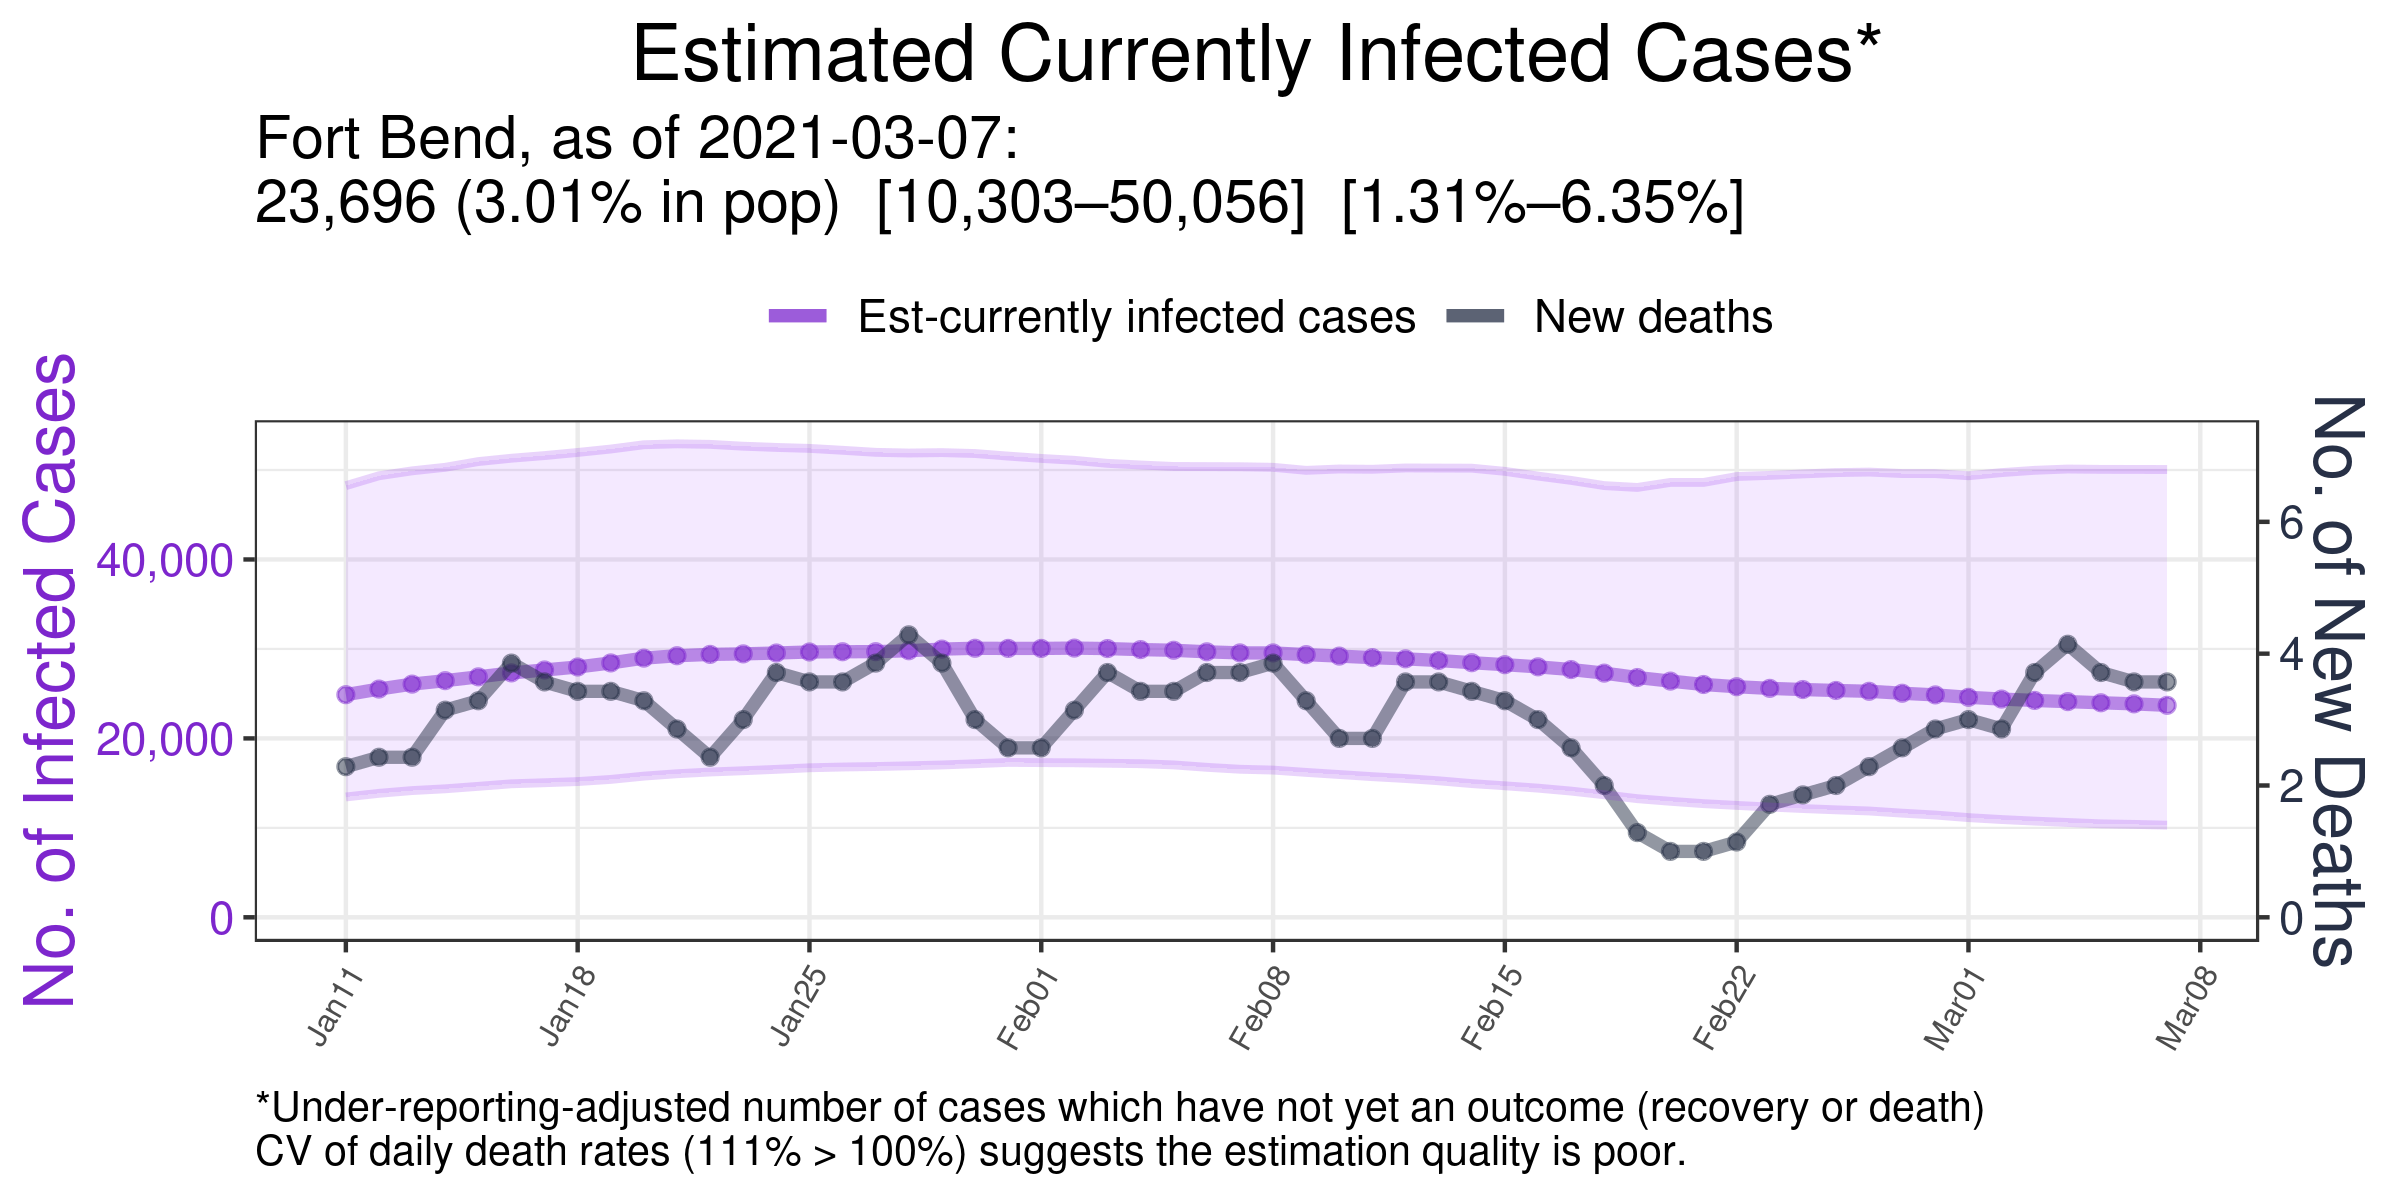 Estimated Currently Infected Cases*
Fort Bend, as of 2021-03-07:
23,696 (3.01% in pop) [10,303–50,056] [1.31%–6.35%]
Est-currently infected cases
New deaths
No. of Infected Cases
40,000
20,000
0
No. of New Deaths
6
4
2
0
Jan11
Jan18
Jan25
Feb01
Feb08
Feb15
Feb22
Mar01
Mar08
*Under-reporting-adjusted number of cases which have not yet an outcome (recovery or death)
CV of daily death rates (111% > 100%) suggests the estimation quality is poor.